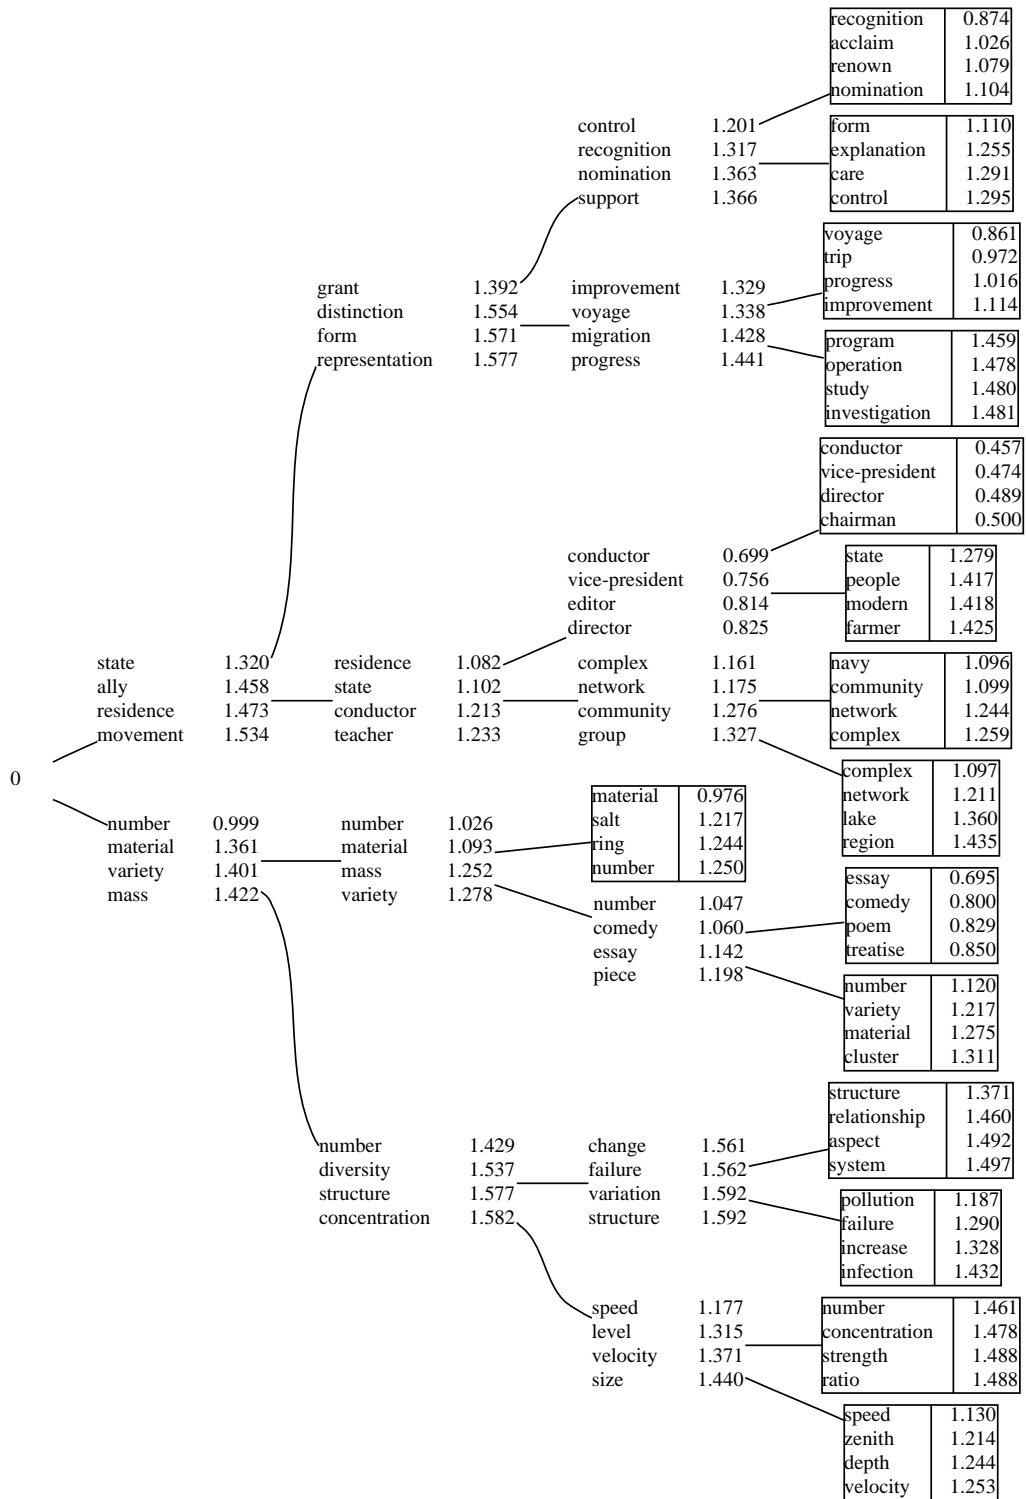 recognition 0.874
acclaim 1.026
renown 1.079
nomination 1.104
control 1.201
recognition 1.317
nomination 1.363
support 1.366
form 1.110
explanation 1.255
care 1.291
control 1.295
voyage 0.861
trip 0.972
progress 1.016
improvement 1.114
grant 1.392
distinction 1.554
form 1.571
representation 1.577
improvement 1.329
voyage 1.338
migration 1.428
progress 1.441
program 1.459
operation 1.478
study 1.480
investigation 1.481
conductor 0.457
vice-president 0.474
director 0.489
chairman 0.500
conductor 0.699
vice-president 0.756
editor 0.814
director 0.825
state 1.279
people 1.417
modern 1.418
farmer 1.425
state 1.320
ally 1.458
residence 1.473
movement 1.534
residence 1.082
state 1.102
conductor 1.213
teacher 1.233
complex 1.161
network 1.175
community 1.276
group 1.327
navy 1.096
community 1.099
network 1.244
complex 1.259
0
complex 1.097
network 1.211
lake 1.360
region 1.435
number 0.999
material 1.361
variety 1.401
mass 1.422
number 1.026
material 1.093
mass 1.252
variety 1.278
material 0.976
salt 1.217
ring 1.244
number 1.250
number 1.047
comedy 1.060
essay 1.142
piece 1.198
essay 0.695
comedy 0.800
poem 0.829
treatise 0.850
number 1.120
variety 1.217
material 1.275
cluster 1.311
number 1.429
diversity 1.537
structure 1.577
concentration 1.582
change 1.561
failure 1.562
variation 1.592
structure 1.592
structure 1.371
relationship 1.460
aspect 1.492
system 1.497
pollution 1.187
failure 1.290
increase 1.328
infection 1.432
speed 1.177
level 1.315
velocity 1.371
size 1.440
number 1.461
concentration 1.478
strength 1.488
ratio 1.488
speed 1.130
zenith 1.214
depth 1.244
velocity 1.253